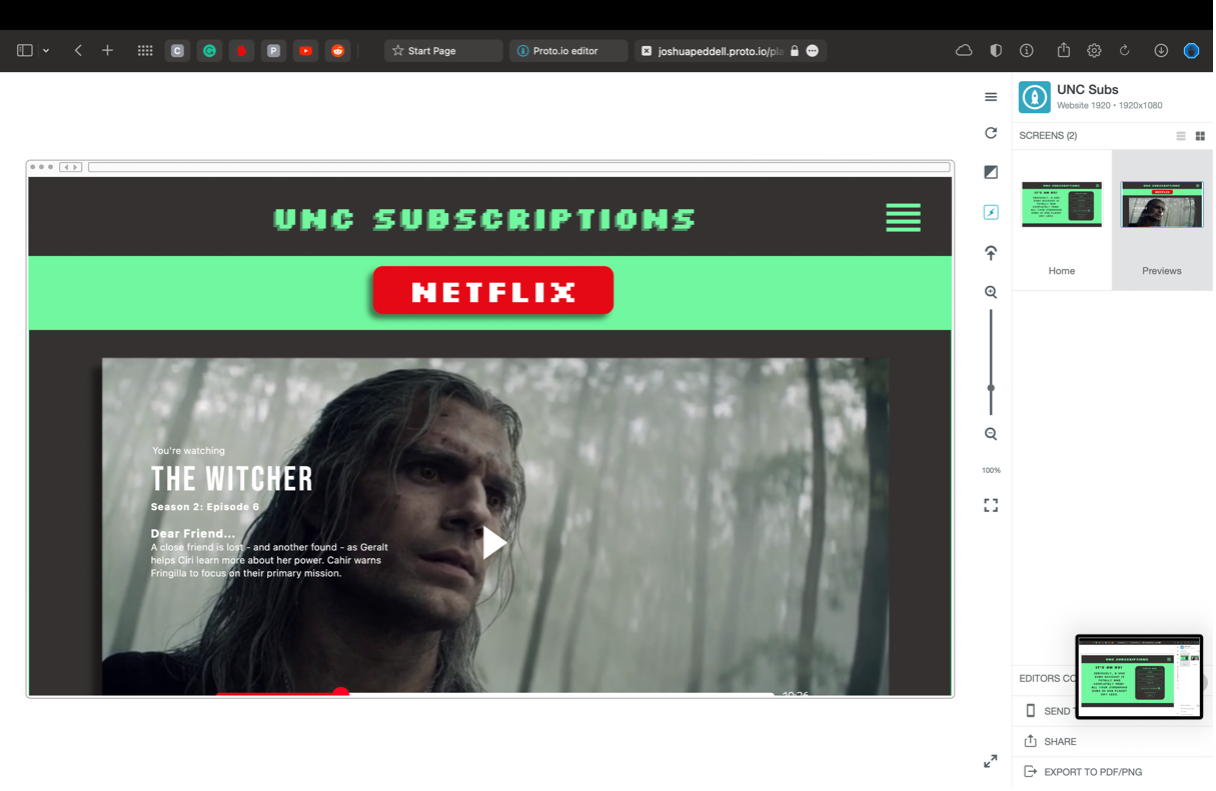 C
G
P
Start Page
Proto.io editor
joshuapeddell.proto.io/pla
UNC Subs
Website 1920 • 1920x1080
SCREENS (2)
UNC SUBSCRIPTIONS
NETFLIX
Home
Previews
You're watching
THE WITCHER
Season 2: Episode 6
Dear Friend...
A close friend is lost - and another found - as Geralt
helps Ciri learn more about her power. Cahir warns
Fringilla to focus on their primary mission.
100%
EDITORS CO
SEND T
SHARE
EXPORT TO PDF/PNG